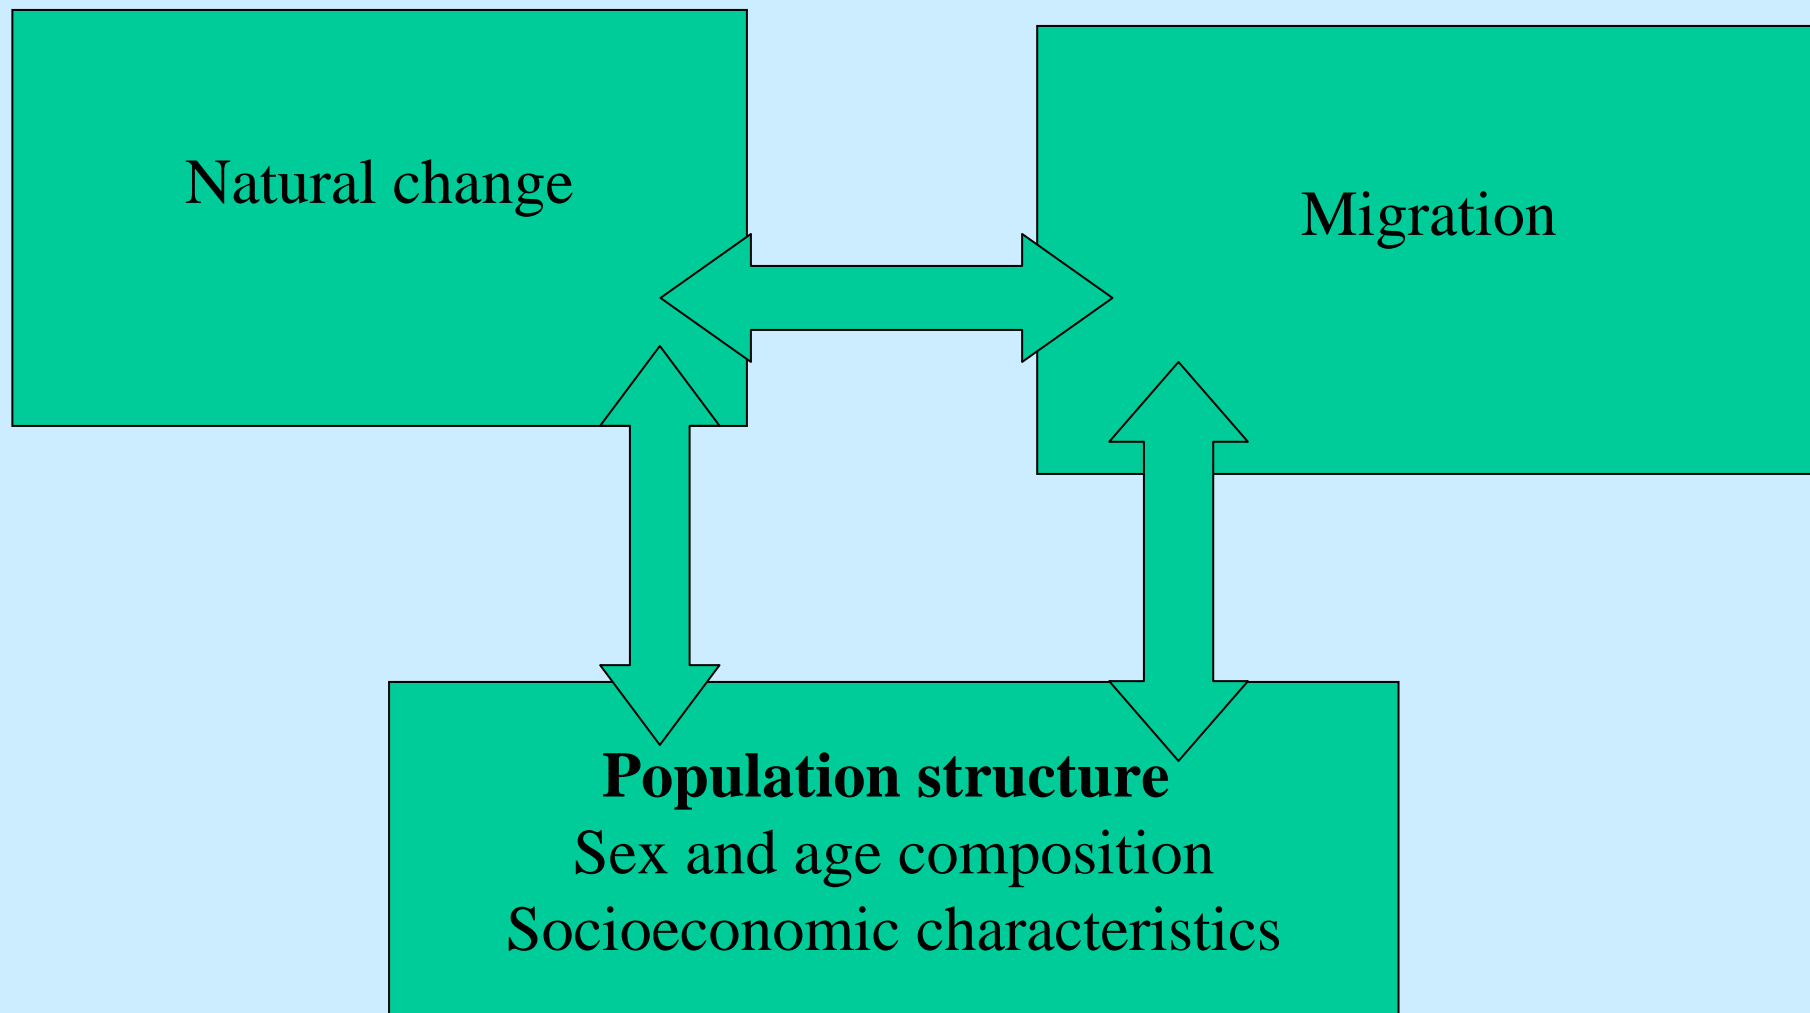 Natural change
Migration
Population structure
Sex and age composition
Socioeconomic characteristics